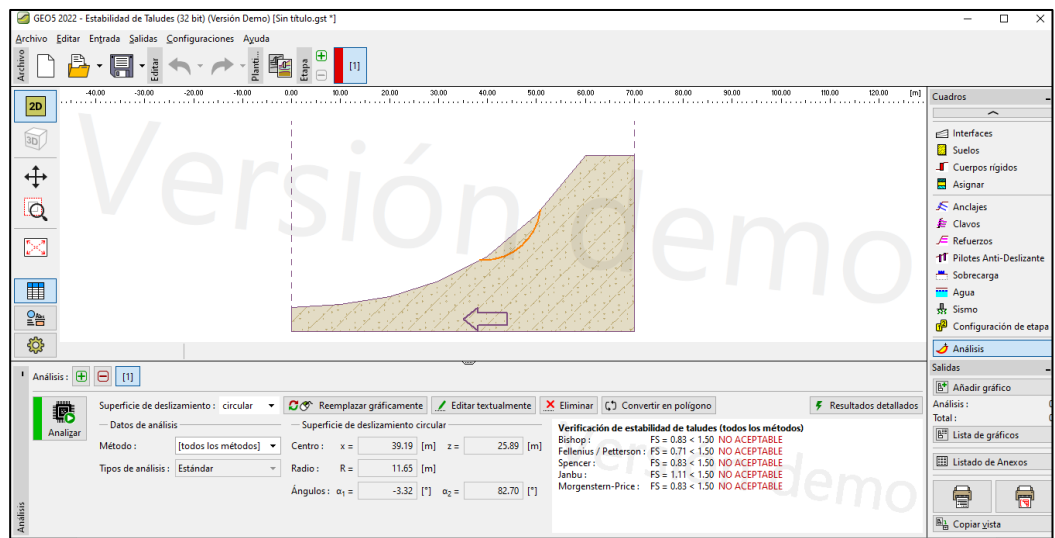 GEO5 2022 - Estabilidad de Taludes (32 bit) (Versión Demo) [Sin título.gst *]
Archivo Editar Entrada Salidas Configuraciones Ayuda
Archivo
Editar
Planti...
Etapa
[1]
2D
3D
-40.00 -30.00 -20.00 -10.00 0.00 10.00 20.00 30.00 40.00 50.00 60.00 70.00 80.00 90.00 100.00 110.00 120.00 [m]
Versión demo
Cuadros
Interfaces
Suelos
Cuerpos rígidos
Asignar
Anclajes
Clavos
Refuerzos
Pilotes Anti-Deslizante
Sobrecarga
Agua
Sismo
Configuración de etapa
Análisis
Salidas
Añadir gráfico
Análisis :
Total :
Lista de gráficos
Listado de Anexos
Copiar vista
Análisis : [1]
Analizar
Superficie de deslizamiento : circular
Reemplazar gráficamente
Editar textualmente
Eliminar
Convertir en polígono
Resultados detallados
Datos de análisis
Método : [todos los métodos]
Tipos de análisis : Estándar
Superficie de deslizamiento circular
Centro : x = 39.19 [m] z = 25.89 [m]
Radio : R = 11.65 [m]
Ángulos : α1 = -3.32 [°] α2 = 82.70 [°]
Verificación de estabilidad de taludes (todos los métodos)
Bishop : FS = 0.83 < 1.50 NO ACEPTABLE
Fellenius / Petterson : FS = 0.71 < 1.50 NO ACEPTABLE
Spencer : FS = 0.83 < 1.50 NO ACEPTABLE
Janbu : FS = 1.11 < 1.50 NO ACEPTABLE
Morgenstern-Price : FS = 0.83 < 1.50 NO ACEPTABLE
Análisis